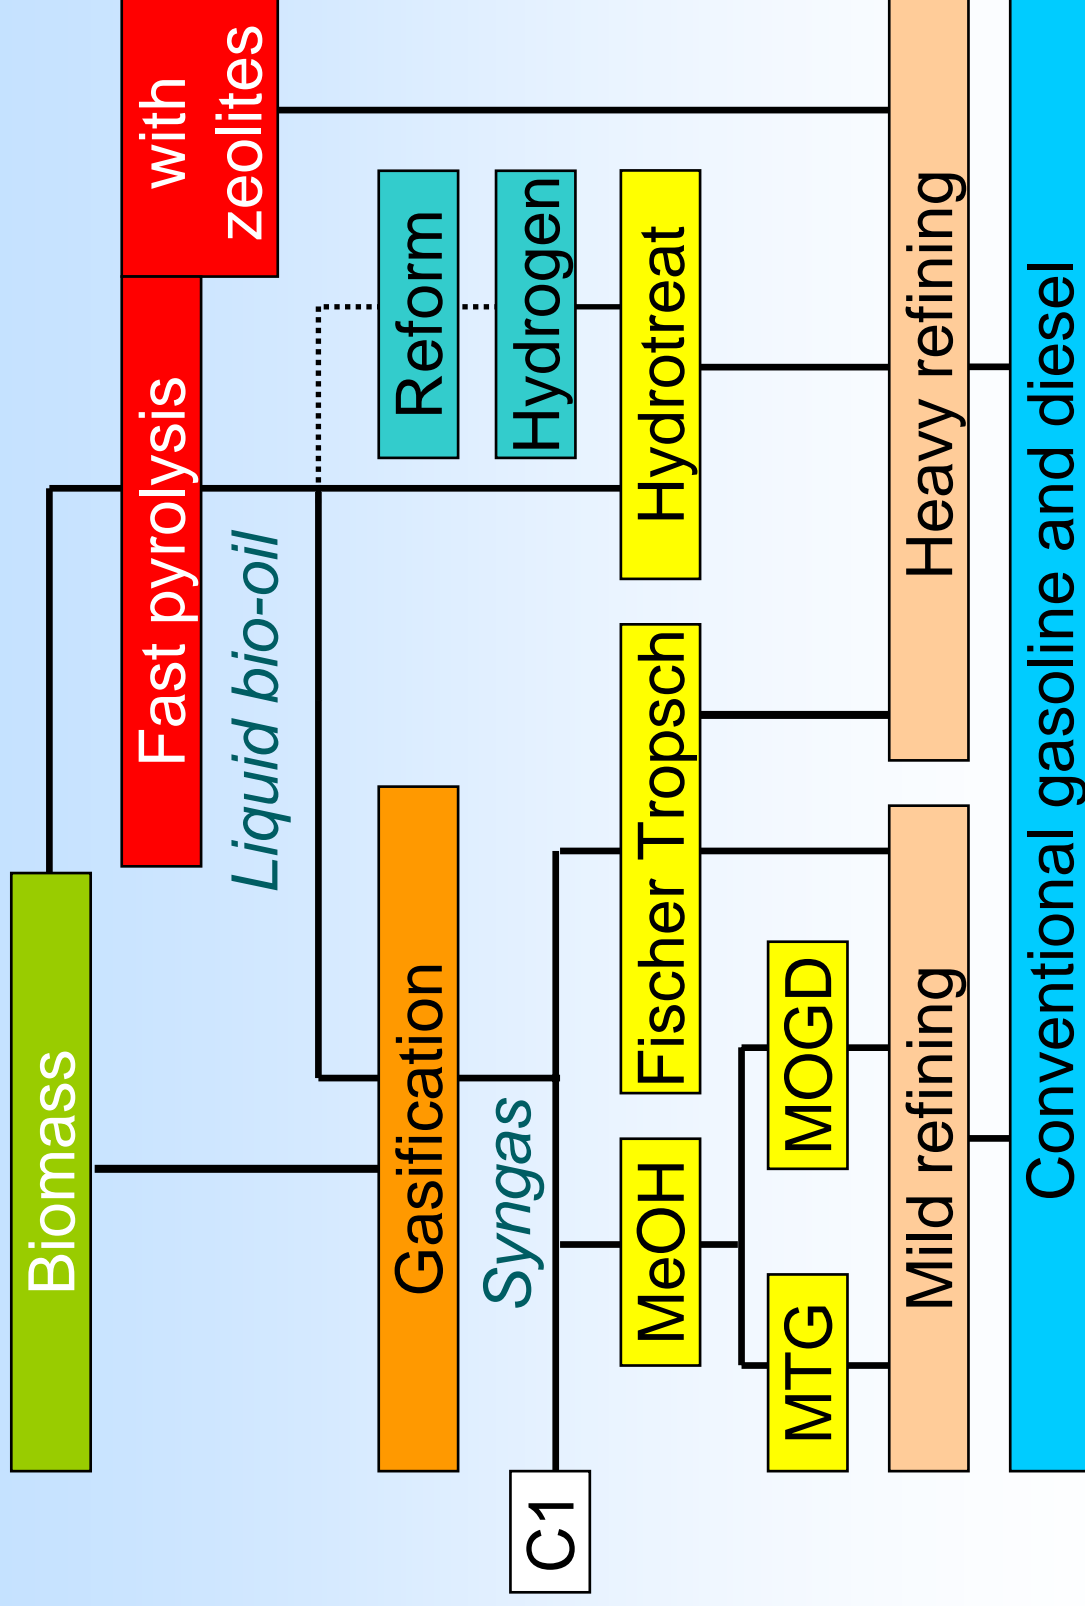 Biomass
Fast pyrolysis
with
zeolites
Liquid bio-oil
Gasification
Reform
Syngas
Hydrogen
C1
MeOH
Fischer Tropsch
Hydrotreat
MTG
MOGD
Mild refining
Heavy refining
Conventional gasoline and diesel